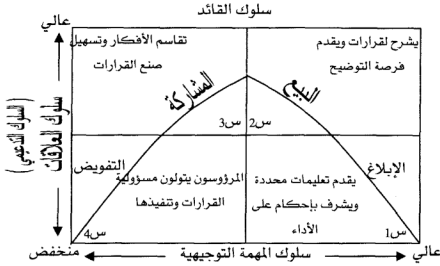 سلوك القائد
عالي
يشرح لقرارات ويقدم
فرصة التوضيح
تقاسم الأفكار وتسهيل
صنع القرارات
البيع
المشاركة
س2
س3
سلوك العلاقات
(السلوك التدعيمي)
الإبلاغ
يقدم تعليمات محددة
ويشرف بإحكام على
الأداء
التفويض
المرؤوسون يتولون مسؤولية
القرارات وتنفيذها
س1
س4
عالي
سلوك المهمة التوجيهية
منخفض